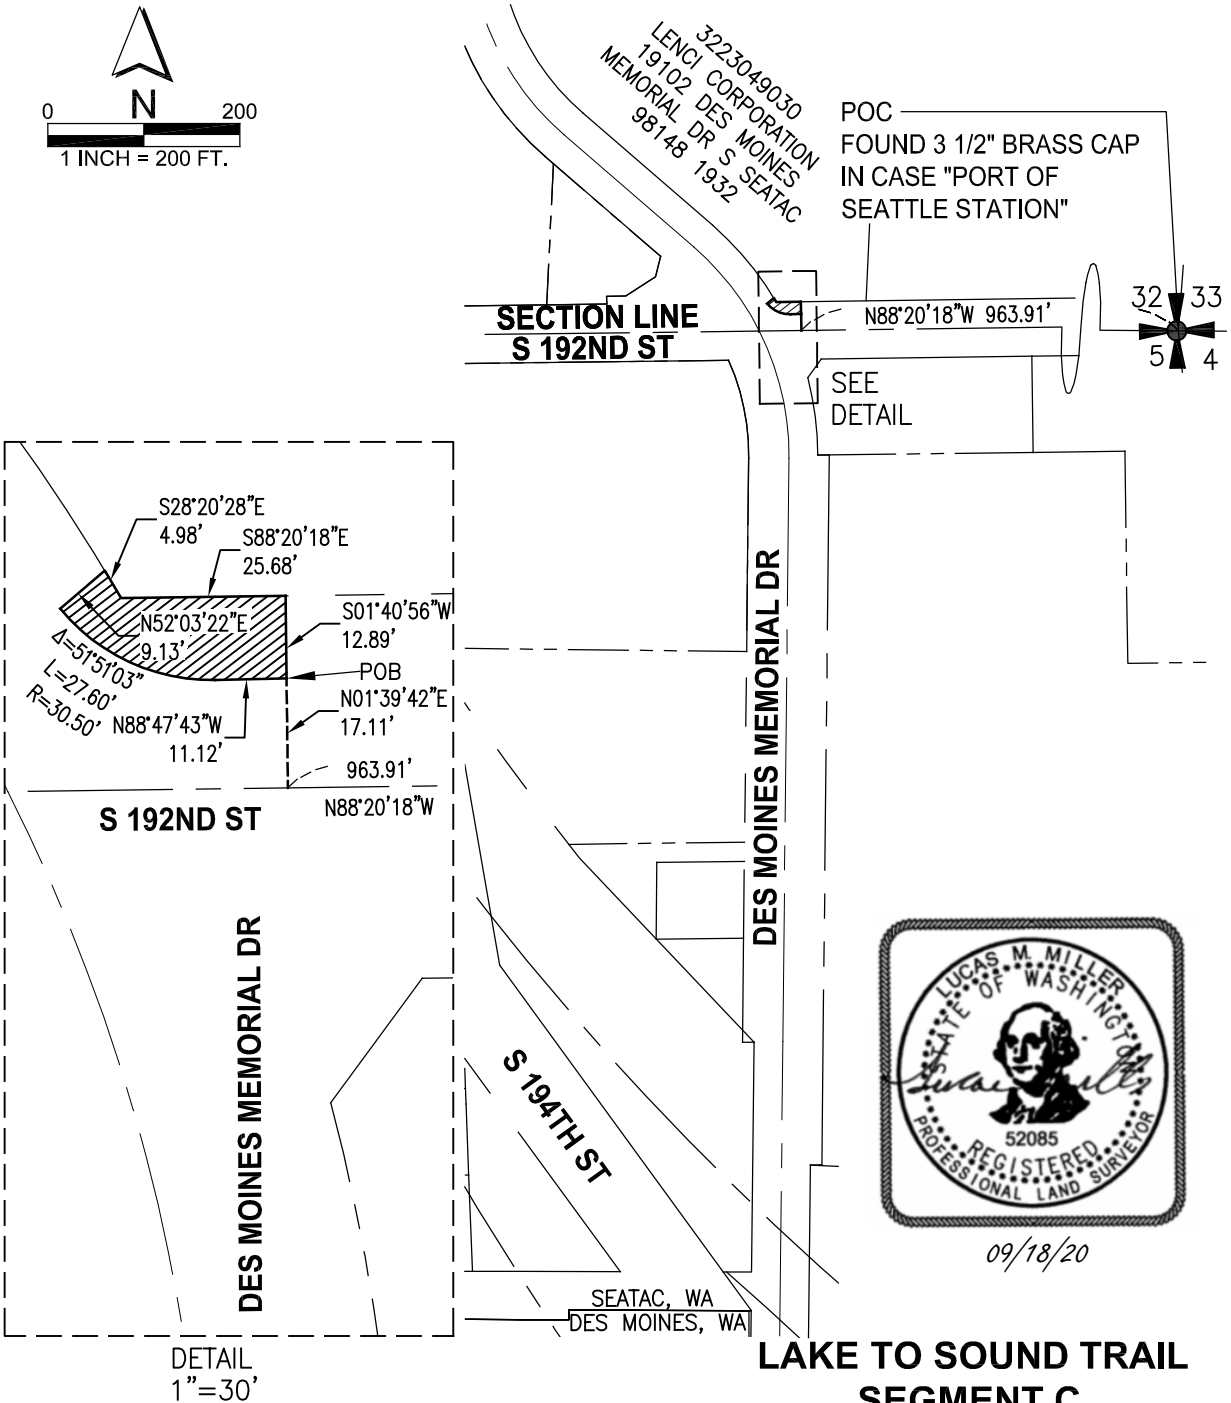 0 200
N
1 INCH = 200 FT.
3223049030
LENCI CORPORATION
19102 DES MOINES
MEMORIAL DR S SEATAC
98148 1932
POC
FOUND 3 1/2" BRASS CAP
IN CASE "PORT OF
SEATTLE STATION"
32 33
5 4
N88°20'18"W 963.91'
SECTION LINE
S 192ND ST
SEE
DETAIL
S28°20'28"E
4.98'
S88°20'18"E
25.68'
N52°03'22"E
9.13'
S01°40'56"W
12.89'
Δ=51°51'03"
L=27.60'
R=30.50'
POB
N01°39'42"E
17.11'
N88°47'43"W
11.12'
963.91'
N88°20'18"W
S 192ND ST
DES MOINES MEMORIAL DR
DES MOINES MEMORIAL DR
S 194TH ST
LUCAS M. MILLER
STATE OF WASHINGTON
52085
REGISTERED
PROFESSIONAL LAND SURVEYOR
09/18/20
SEATAC, WA
DES MOINES, WA
DETAIL
1"=30'
LAKE TO SOUND TRAIL
SEGMENT C